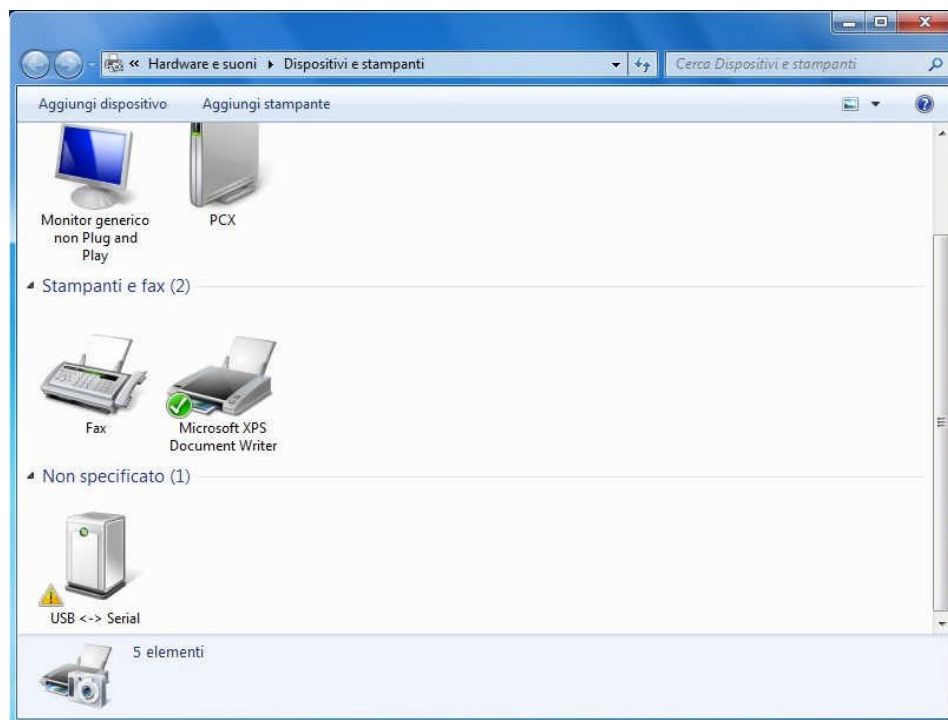 « Hardware e suoni ▸ Dispositivi e stampanti
Cerca Dispositivi e stampanti
Aggiungi dispositivo Aggiungi stampante
Monitor generico
non Plug and
Play
PCX
Stampanti e fax (2)
Fax
Microsoft XPS
Document Writer
Non specificato (1)
USB <-> Serial
5 elementi